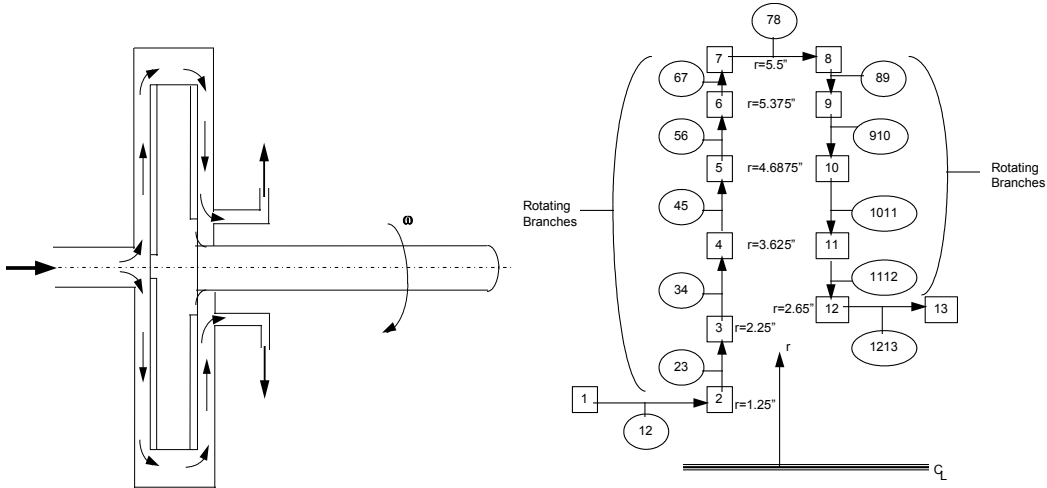 ω
78
7
8
r=5.5"
67
89
6
r=5.375"
9
56
910
5
r=4.6875"
10
Rotating
Branches
Rotating
Branches
45
1011
4
r=3.625"
11
34
1112
r=2.65"
12
13
3
r=2.25"
1213
r
23
1
2
r=1.25"
12
CL